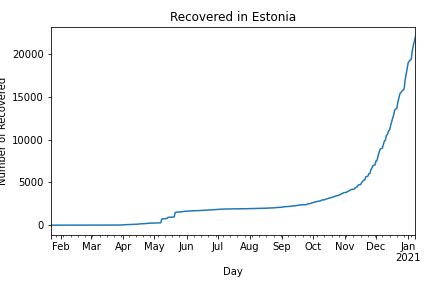 Recovered in Estonia
Number of Recovered
20000
15000
10000
5000
0
Feb Mar Apr May Jun Jul Aug Sep Oct Nov Dec Jan
2021
Day